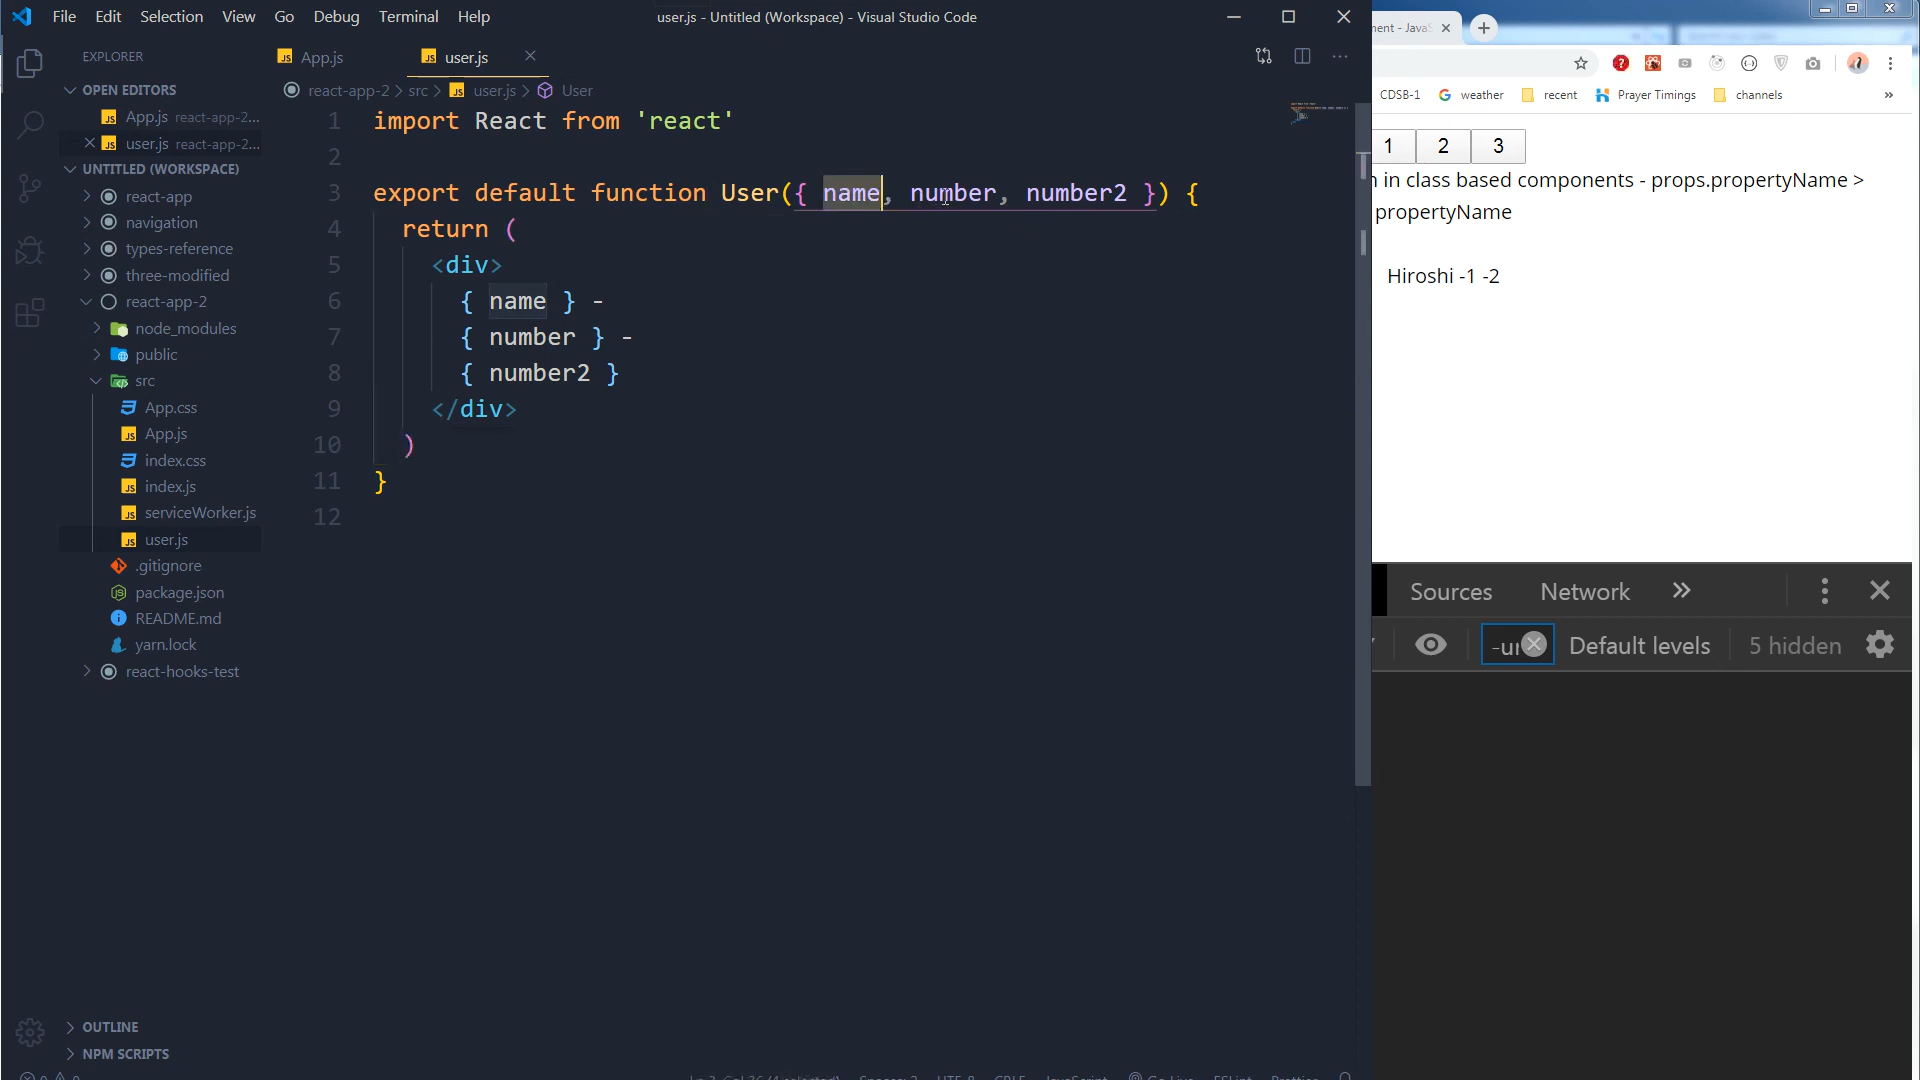 File Edit Selection View Go Debug Terminal Help
user.js - Untitled (Workspace) - Visual Studio Code
EXPLORER
App.js
user.js
OPEN EDITORS
App.js react-app-2...
user.js react-app-2...
UNTITLED (WORKSPACE)
react-app
navigation
types-reference
three-modified
react-app-2
node_modules
public
src
App.css
App.js
index.css
index.js
serviceWorker.js
user.js
.gitignore
package.json
README.md
yarn.lock
react-hooks-test
OUTLINE
NPM SCRIPTS
react-app-2 > src > user.js > User
1 import React from 'react'
2
3 export default function User({ name, number, number2 }) {
4 return (
5 <div>
6 { name } -
7 { number } -
8 { number2 }
9 </div>
10 )
11 }
12
CDSB-1 weather recent Prayer Timings channels »
1 2 3
in class based components - props.propertyName >
propertyName
Hiroshi -1 -2
Sources Network »
Default levels 5 hidden